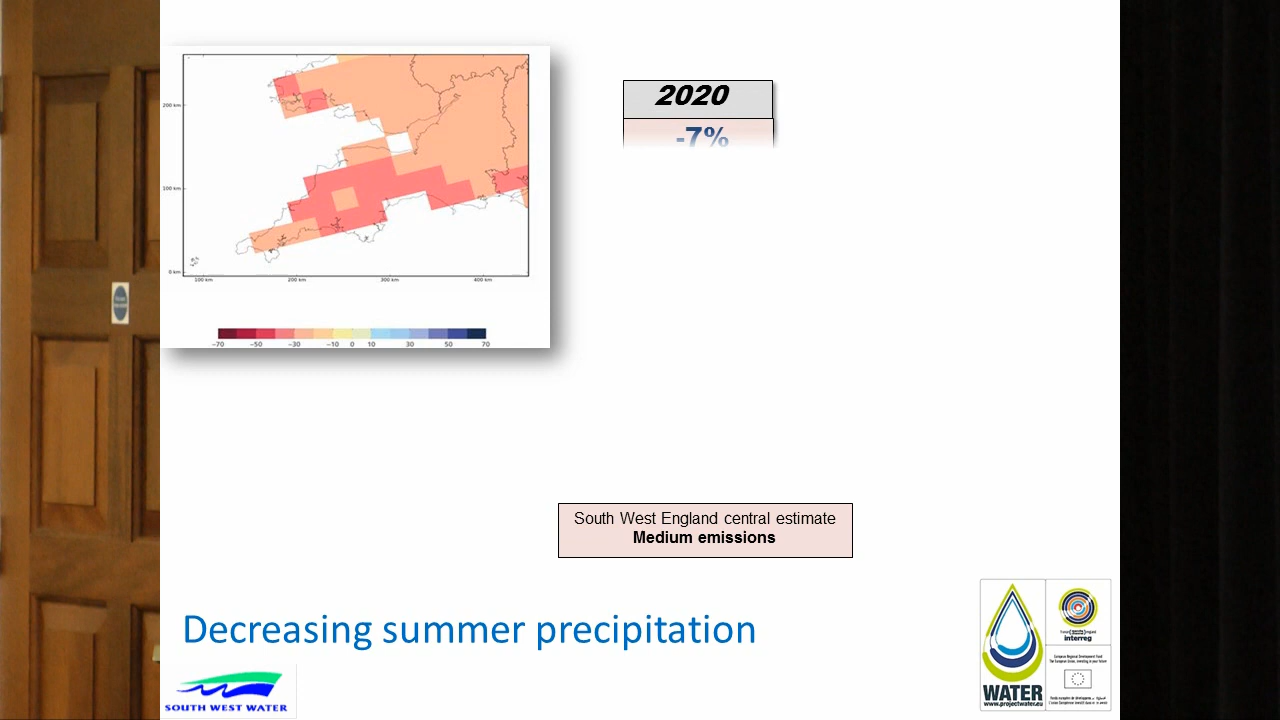 200 km
100 km
0 km
100 km
200 km
300 km
400 km
−70
−50
−30
−10
0
10
30
50
70
2020
-7%
South West England central estimate
Medium emissions
Decreasing summer precipitation
SOUTH WEST WATER
WATER
www.projectwater.eu
interreg